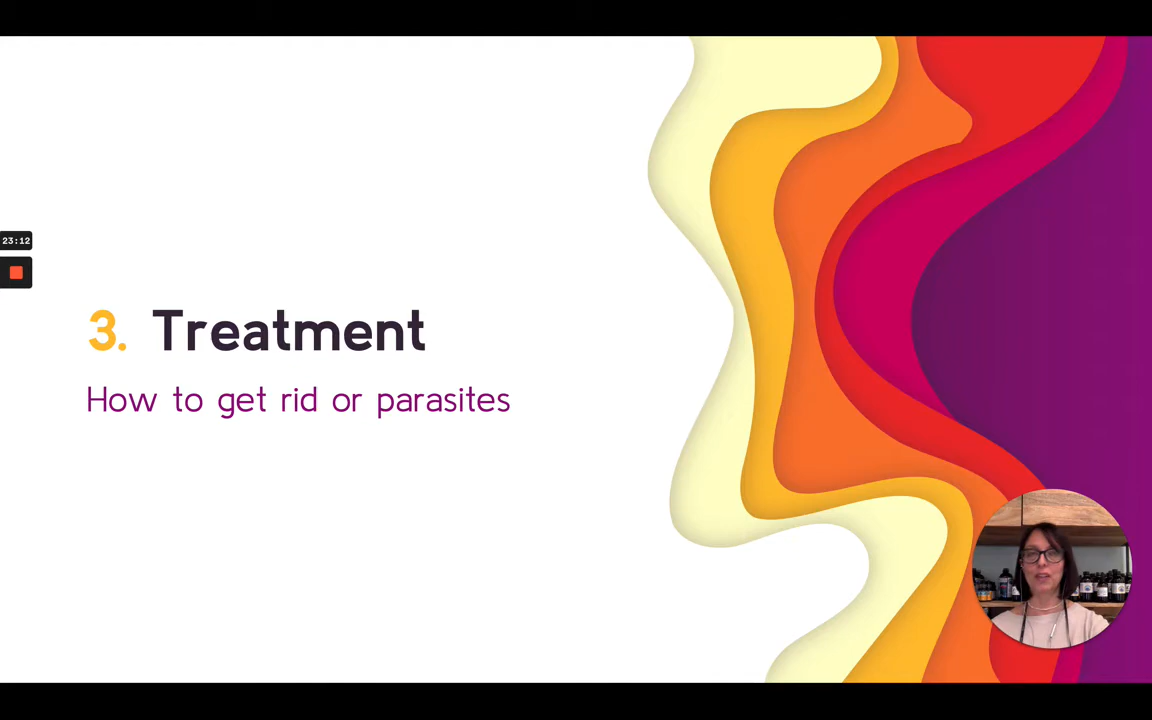 23:12
3. Treatment
How to get rid or parasites